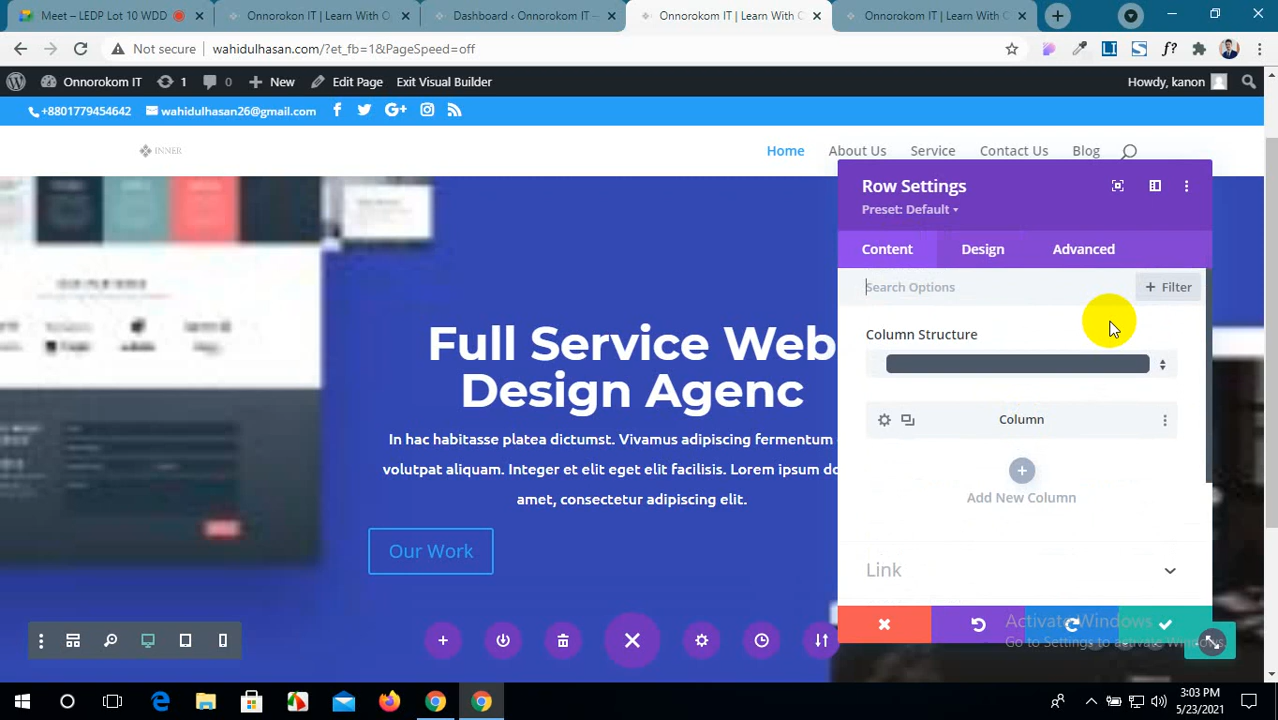 Meet – LEDP Lot 10 WDD
Onnorokon IT | Learn With O
Dashboard ‹ Onnorokom IT —
Onnorokom IT | Learn With O
Onnorokom IT | Learn With O
Not secure
wahidulhasan.com/?et_fb=1&PageSpeed=off
Onnorokom IT
1
0
New
Edit Page
Exit Visual Builder
Howdy, kanon
+8801779454642
wahidulhasan26@gmail.com
INNER
Home
About Us
Service
Contact Us
Blog
Row Settings
Preset: Default
Content
Design
Advanced
Search Options
+ Filter
Column Structure
Column
Add New Column
Link
Full Service Web
Design Agenc
In hac habitasse platea dictumst. Vivamus adipiscing fermentum
volutpat aliquam. Integer et elit eget elit facilisis. Lorem ipsum do
amet, consectetur adipiscing elit.
Our Work
Activate Windows
Go to Settings to activate Windows.
3:03 PM
5/23/2021